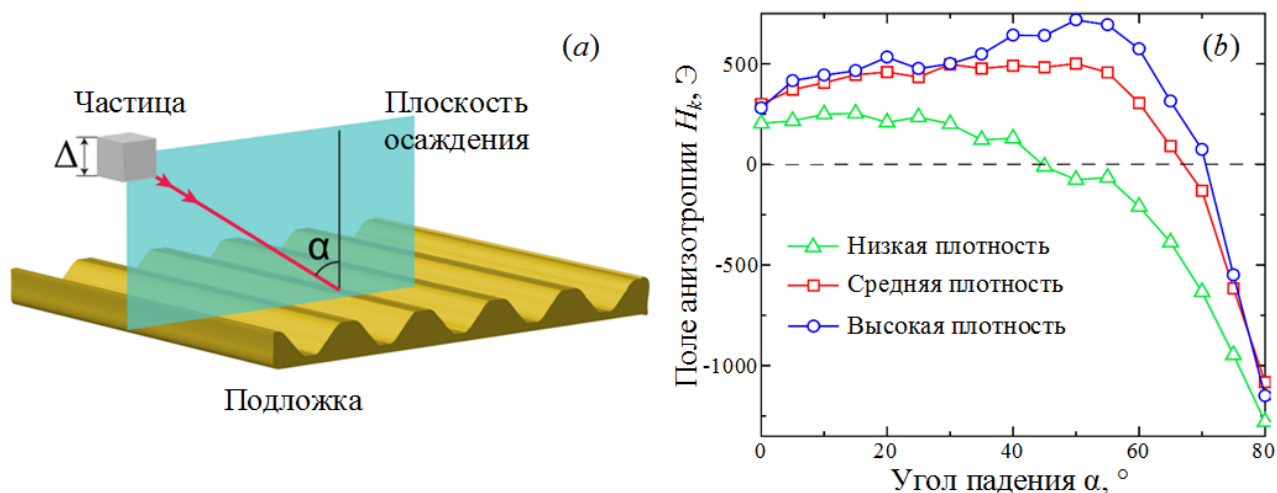 (a)
Частица
Плоскость
осаждения
Δ
α
Подложка
(b)
Поле анизотропии Hk, Э
500
0
-500
-1000
Низкая плотность
Средняя плотность
Высокая плотность
0 20 40 60 80
Угол падения α, °